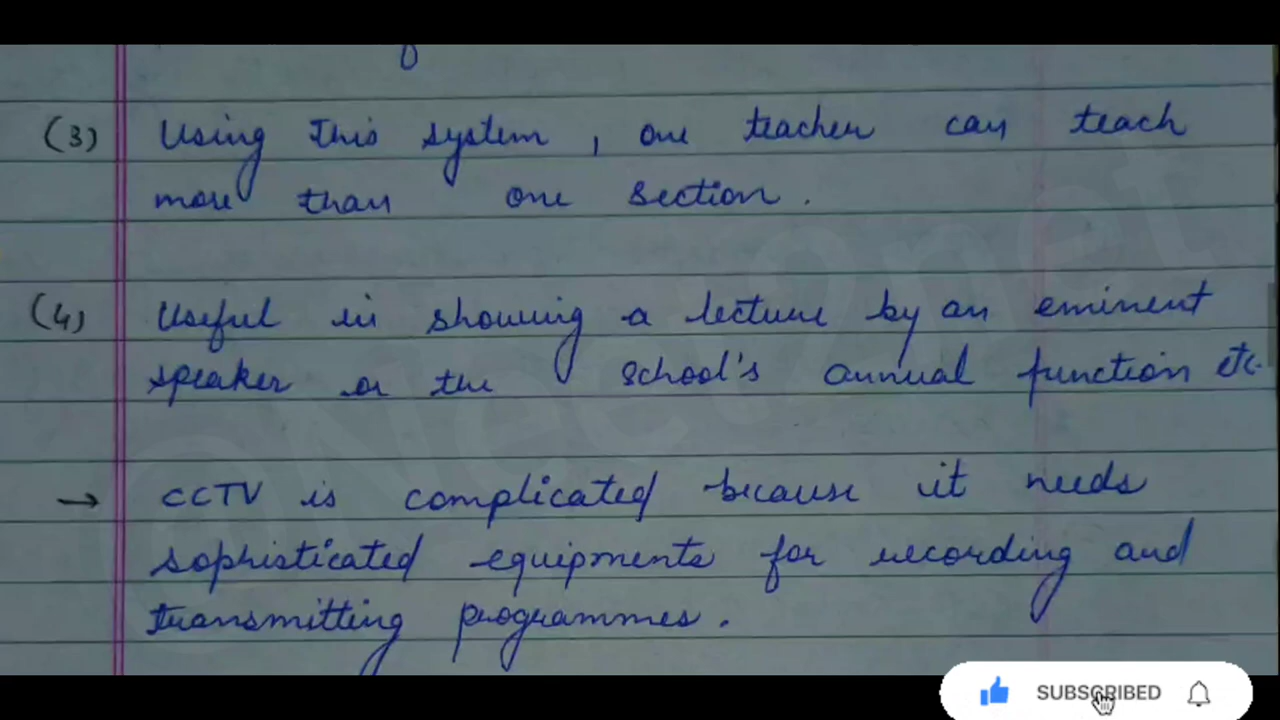 (3) Using this system, one teacher can teach
more than one section.
(4) Useful in showing a lecture by an eminent
speaker or the school's annual function etc.
→ CCTV is complicated because it needs
sophisticated equipments for recording and
transmitting programmes.
@Neec2net
SUBSCRIBED